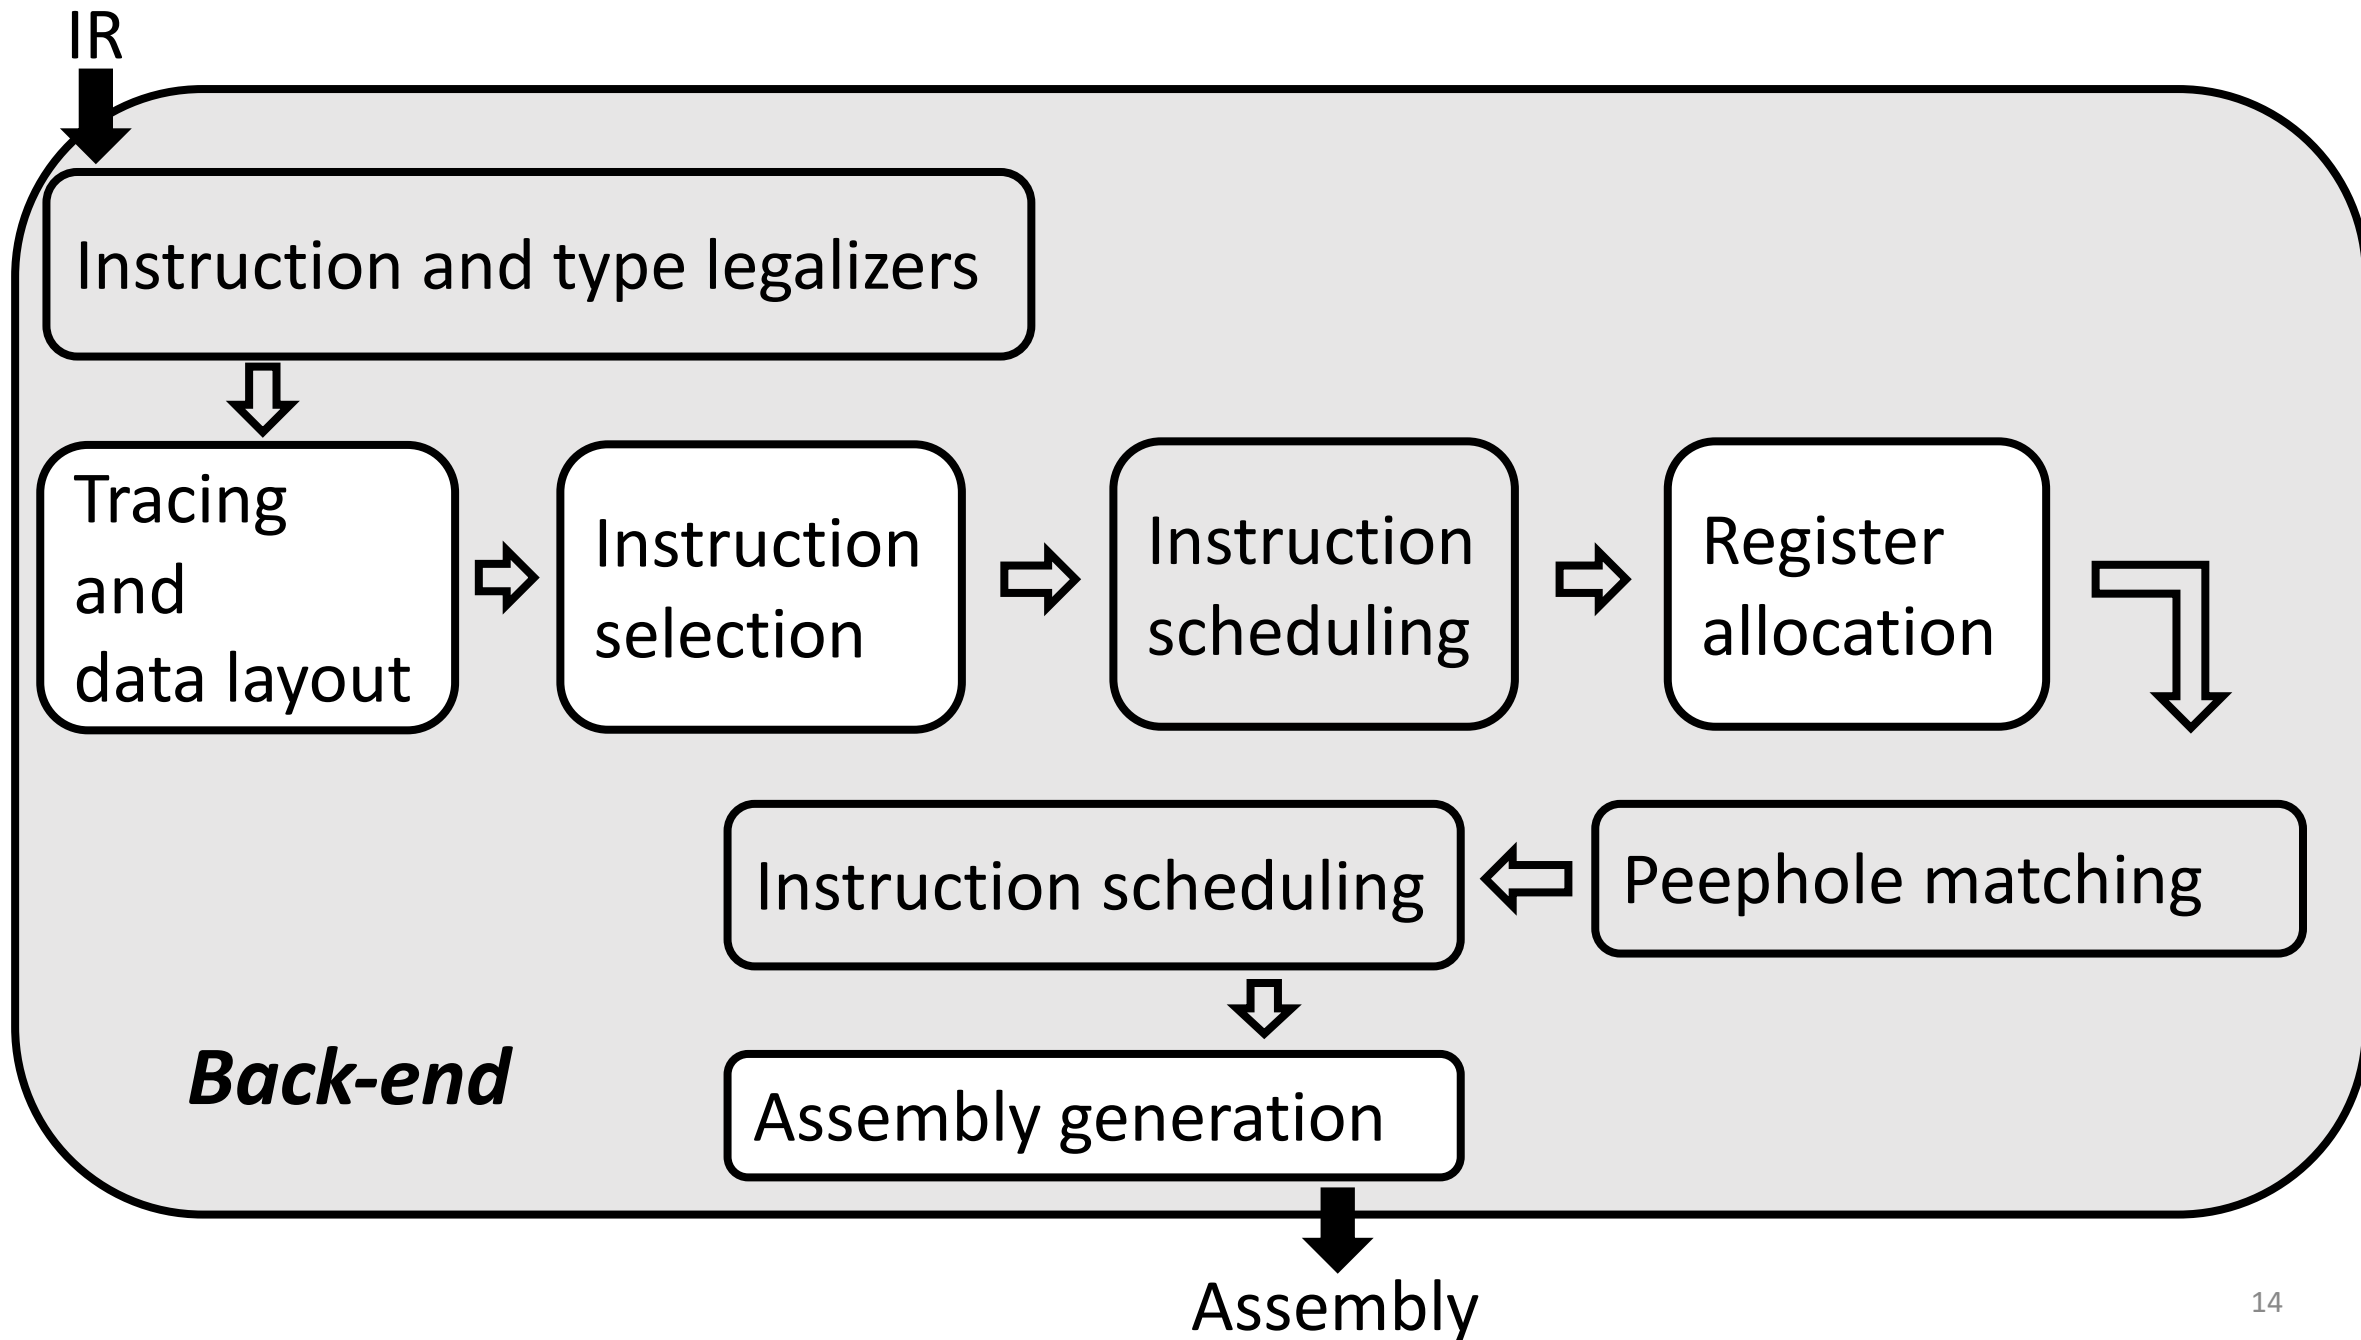 IR
Instruction and type legalizers
Tracing
and
data layout
Instruction
selection
Instruction
scheduling
Register
allocation
Peephole matching
Instruction scheduling
Back-end
Assembly generation
Assembly
14